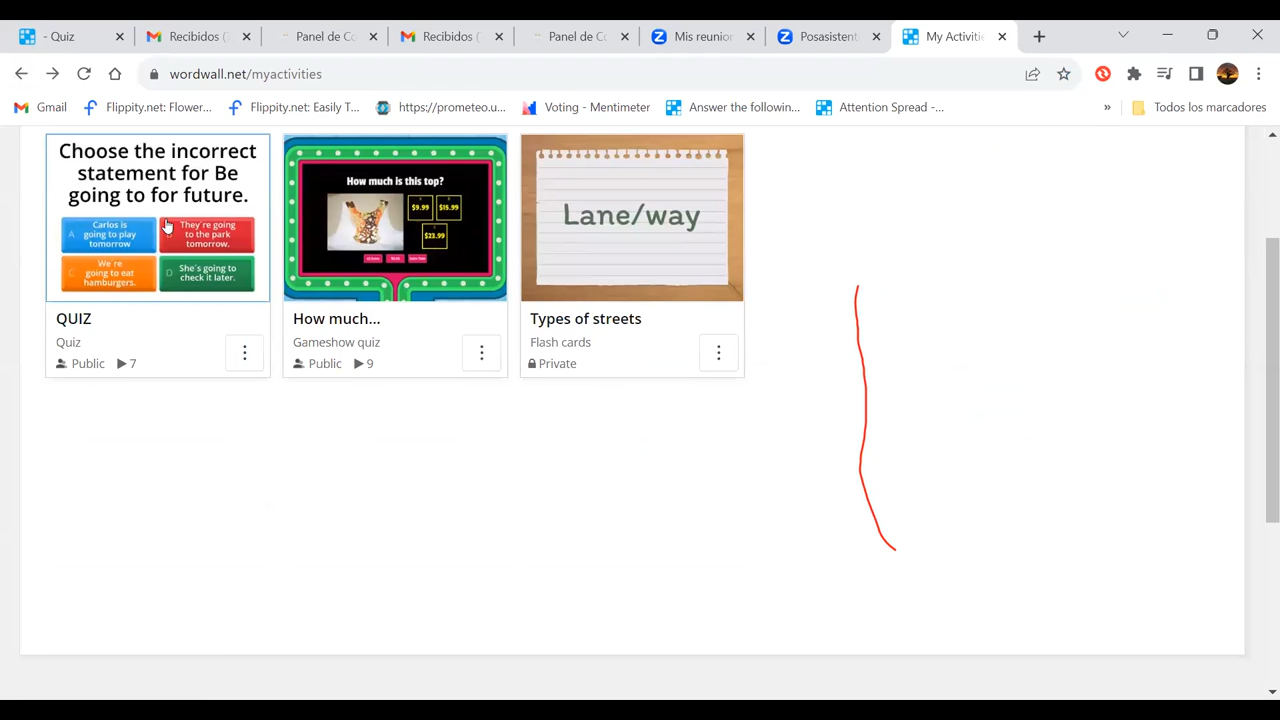 - Quiz
Recibidos (
Panel de Co
Recibidos (
Panel de Co
Mis reunion
Posasistent
My Activitie
wordwall.net/myactivities
Gmail
Flippity.net: Flower...
Flippity.net: Easily T...
https://prometeo.u...
Voting - Mentimeter
Answer the followin...
Attention Spread -...
»
Todos los marcadores
Choose the incorrect
statement for Be
going to for future.
A
Carlos is
going to play
tomorrow
They're going
to the park
tomorrow.
C
We're
going to eat
hamburgers.
D
She's going to
check it later.
QUIZ
Quiz
Public
7
How much is this top?
$9.99
$15.99
$23.99
How much...
Gameshow quiz
Public
9
Lane/way
Types of streets
Flash cards
Private